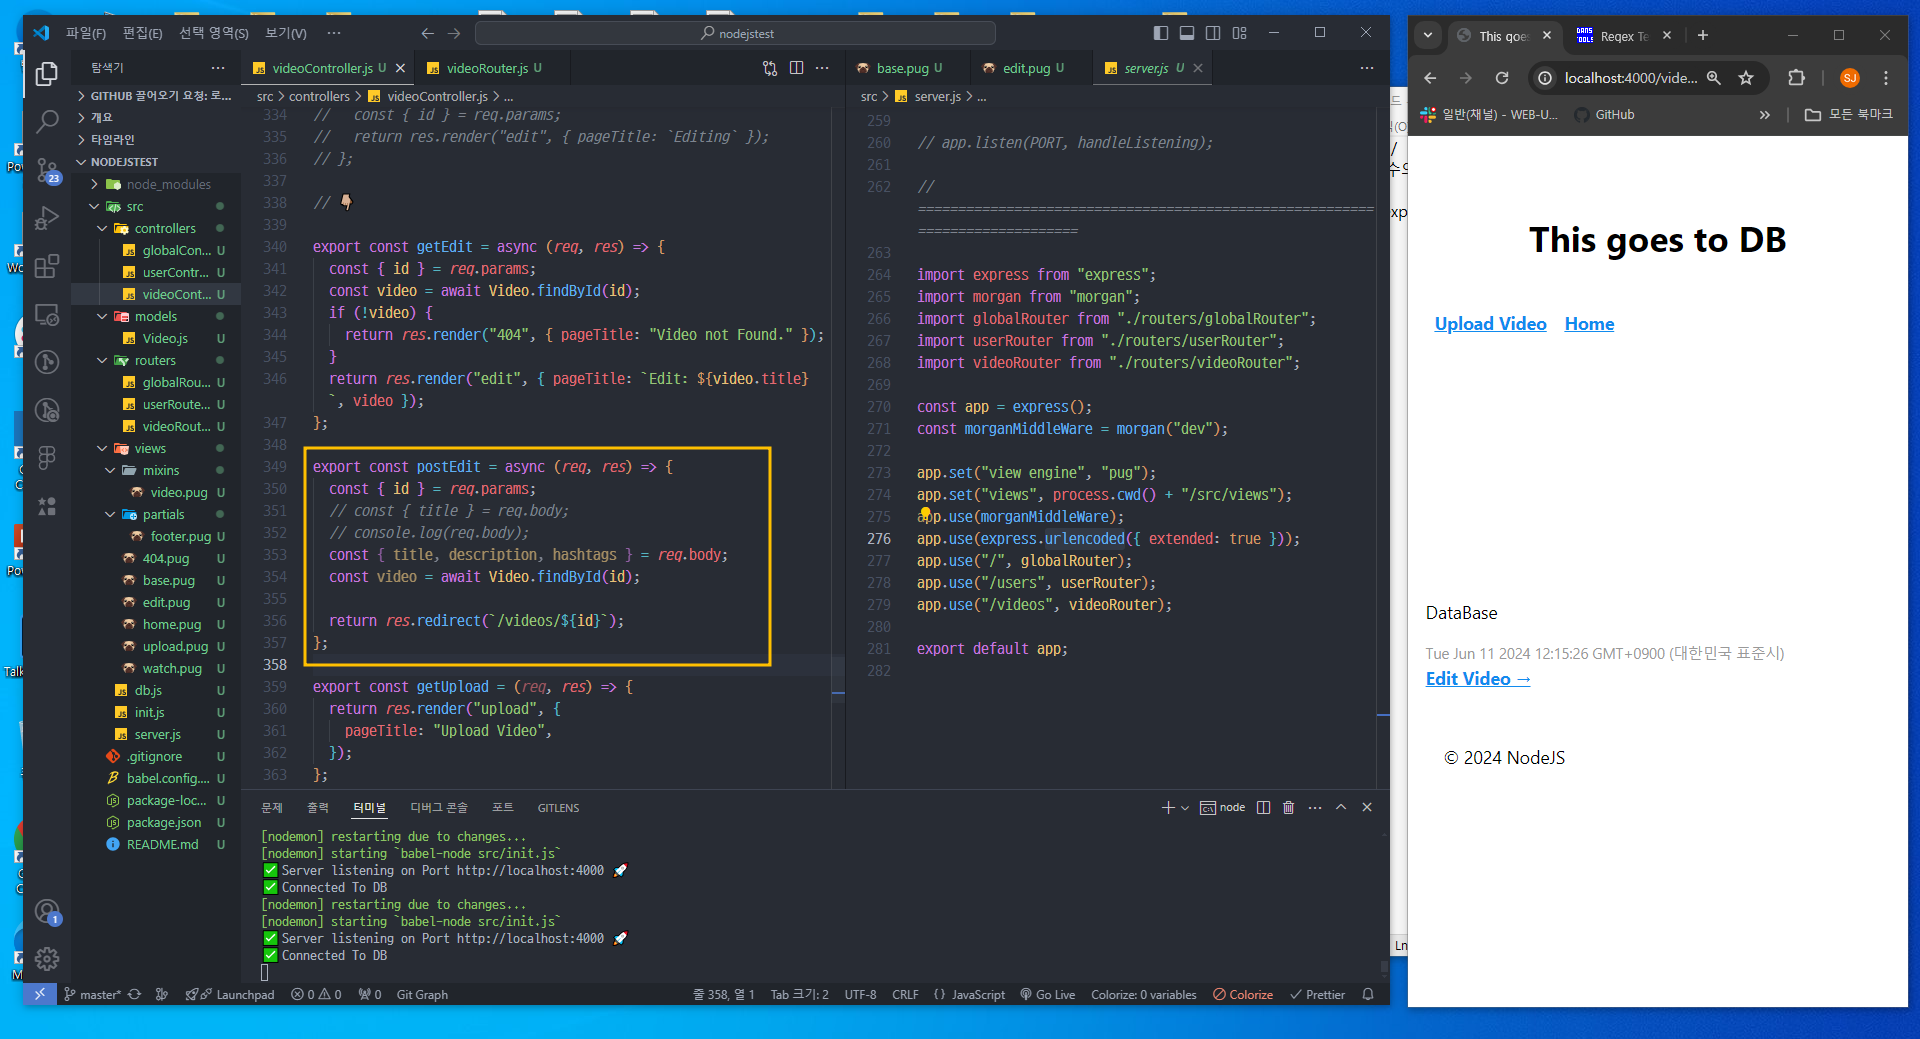 파일(F) 편집(E) 선택 영역(S) 보기(V) ···
nodejstest
탐색기
GITHUB 끌어오기 요청: 로...
개요
타임라인
NODEJSTEST
node_modules
src
controllers
globalCon... U
userContr... U
videoCont... U
models
Video.js U
routers
globalRou... U
userRoute... U
videoRout... U
views
mixins
video.pug U
partials
footer.pug U
404.pug U
base.pug U
edit.pug U
home.pug U
upload.pug U
watch.pug U
db.js U
init.js U
server.js U
.gitignore U
babel.config.... U
package-loc... U
package.json U
README.md U
23
1
videoController.js U
videoRouter.js U
src > controllers > videoController.js > ...
334 //   const { id } = req.params;
335 //   return res.render("edit", { pageTitle: `Editing` });
336 // };
337
338 // 👇
339
340 export const getEdit = async (req, res) => {
341   const { id } = req.params;
342   const video = await Video.findById(id);
343   if (!video) {
344     return res.render("404", { pageTitle: "Video not Found." });
345   }
346   return res.render("edit", { pageTitle: `Edit: ${video.title}
`, video });
347 };
348
349 export const postEdit = async (req, res) => {
350   const { id } = req.params;
351   // const { title } = req.body;
352   // console.log(req.body);
353   const { title, description, hashtags } = req.body;
354   const video = await Video.findById(id);
355
356   return res.redirect(`/videos/${id}`);
357 };
358
359 export const getUpload = (req, res) => {
360   return res.render("upload", {
361     pageTitle: "Upload Video",
362   });
363 };
base.pug U
edit.pug U
server.js U
src > server.js > ...
259
260 // app.listen(PORT, handleListening);
261
262 //
=========================================================
====================
263
264 import express from "express";
265 import morgan from "morgan";
266 import globalRouter from "./routers/globalRouter";
267 import userRouter from "./routers/userRouter";
268 import videoRouter from "./routers/videoRouter";
269
270 const app = express();
271 const morganMiddleWare = morgan("dev");
272
273 app.set("view engine", "pug");
274 app.set("views", process.cwd() + "/src/views");
275 app.use(morganMiddleWare);
276 app.use(express.urlencoded({ extended: true }));
277 app.use("/", globalRouter);
278 app.use("/users", userRouter);
279 app.use("/videos", videoRouter);
280
281 export default app;
282
문제 출력 터미널 디버그 콘솔 포트 GITLENS
node
[nodemon] restarting due to changes...
[nodemon] starting `babel-node src/init.js`
✅ Server listening on Port http://localhost:4000 🚀
✅ Connected To DB
[nodemon] restarting due to changes...
[nodemon] starting `babel-node src/init.js`
✅ Server listening on Port http://localhost:4000 🚀
✅ Connected To DB
master* Launchpad 0 0 0 Git Graph
줄 358, 열 1 Tab 크기: 2 UTF-8 CRLF {} JavaScript Go Live Colorize: 0 variables Colorize Prettier
This goes
Regex Te
localhost:4000/vide...
SJ
일반(채널) - WEB-U... GitHub » 모든 북마크
This goes to DB
Upload Video Home
DataBase
Tue Jun 11 2024 12:15:26 GMT+0900 (대한민국 표준시)
Edit Video →
© 2024 NodeJS
Ln